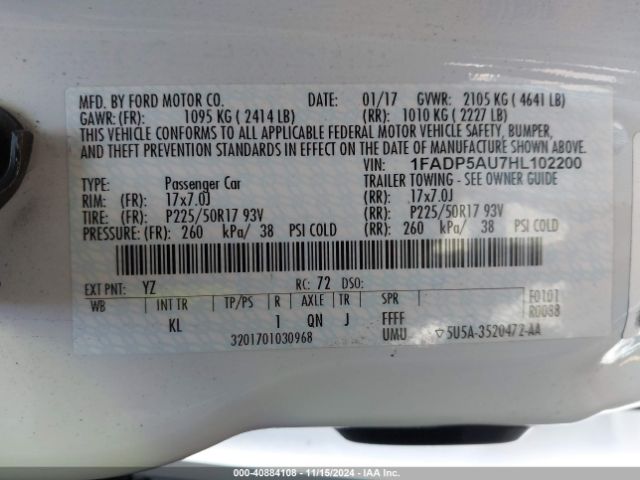 MFD. BY FORD MOTOR CO. DATE: 01/17 GVWR: 2105 KG ( 4641 LB)
GAWR: (FR): 1095 KG ( 2414 LB) (RR): 1010 KG ( 2227 LB)
THIS VEHICLE CONFORMS TO ALL APPLICABLE FEDERAL MOTOR VEHICLE SAFETY, BUMPER,
AND THEFT PREVENTION STANDARDS IN EFFECT ON THE DATE OF MANUFACTURE SHOWN ABOVE.
VIN: 1FADP5AU7HL102200
TYPE: Passenger Car TRAILER TOWING - SEE OWNER GUIDE
RIM: (FR): 17x7.0J (RR): 17x7.0J
TIRE: (FR): P225/50R17 93V (RR): P225/50R17 93V
PRESSURE: (FR): 260 kPa/ 38 PSI COLD (RR): 260 kPa/ 38 PSI COLD
EXT PNT: YZ RC: 72 DSO: F0101
WB INT TR TP/PS R AXLE TR SPR R0088
KL 1 QN J FFFF
3201701030968 UMU ▽5U5A-3520472-AA
000-40884108 - 11/15/2024 - IAA Inc.